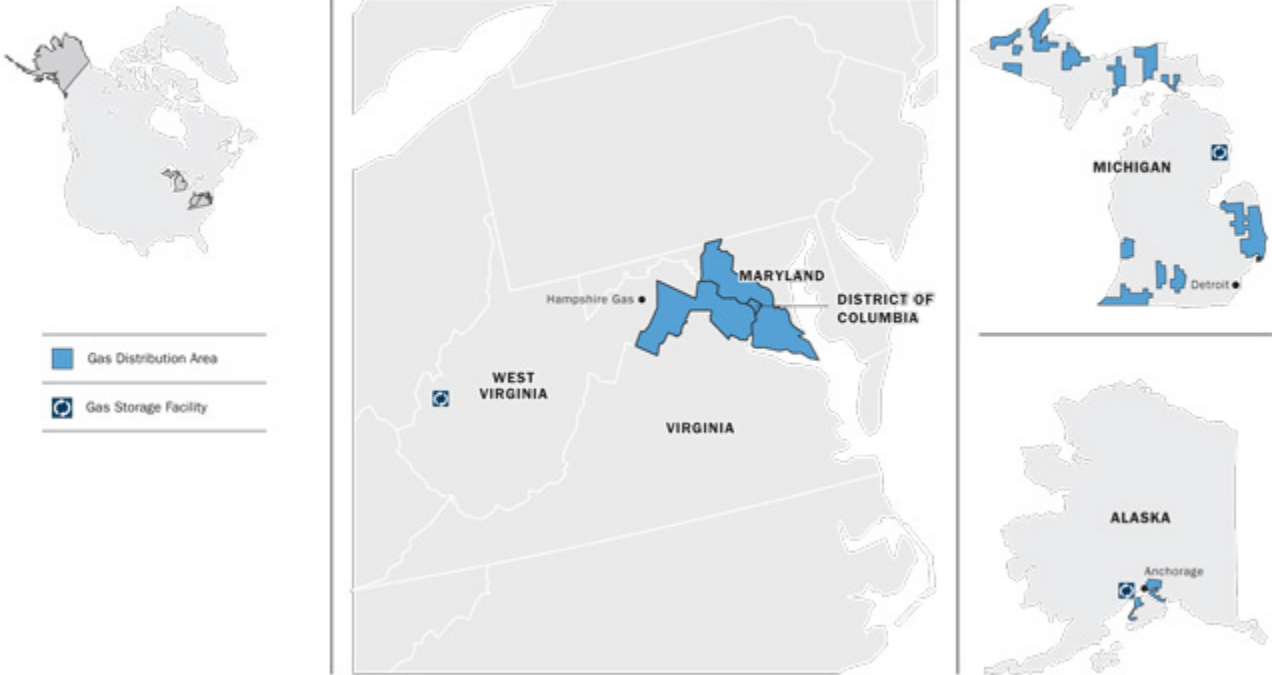 Gas Distribution Area
Gas Storage Facility
Hampshire Gas
MARYLAND
DISTRICT OF
COLUMBIA
WEST
VIRGINIA
VIRGINIA
MICHIGAN
Detroit
ALASKA
Anchorage